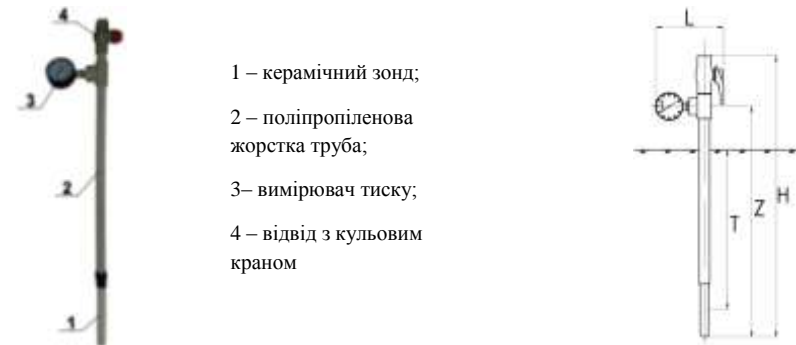 4
3
2
1
1 – керамічний зонд;
2 – поліпропіленова
жорстка труба;
3– вимірювач тиску;
4 – відвід з кульовим
краном
L
T
Z
H